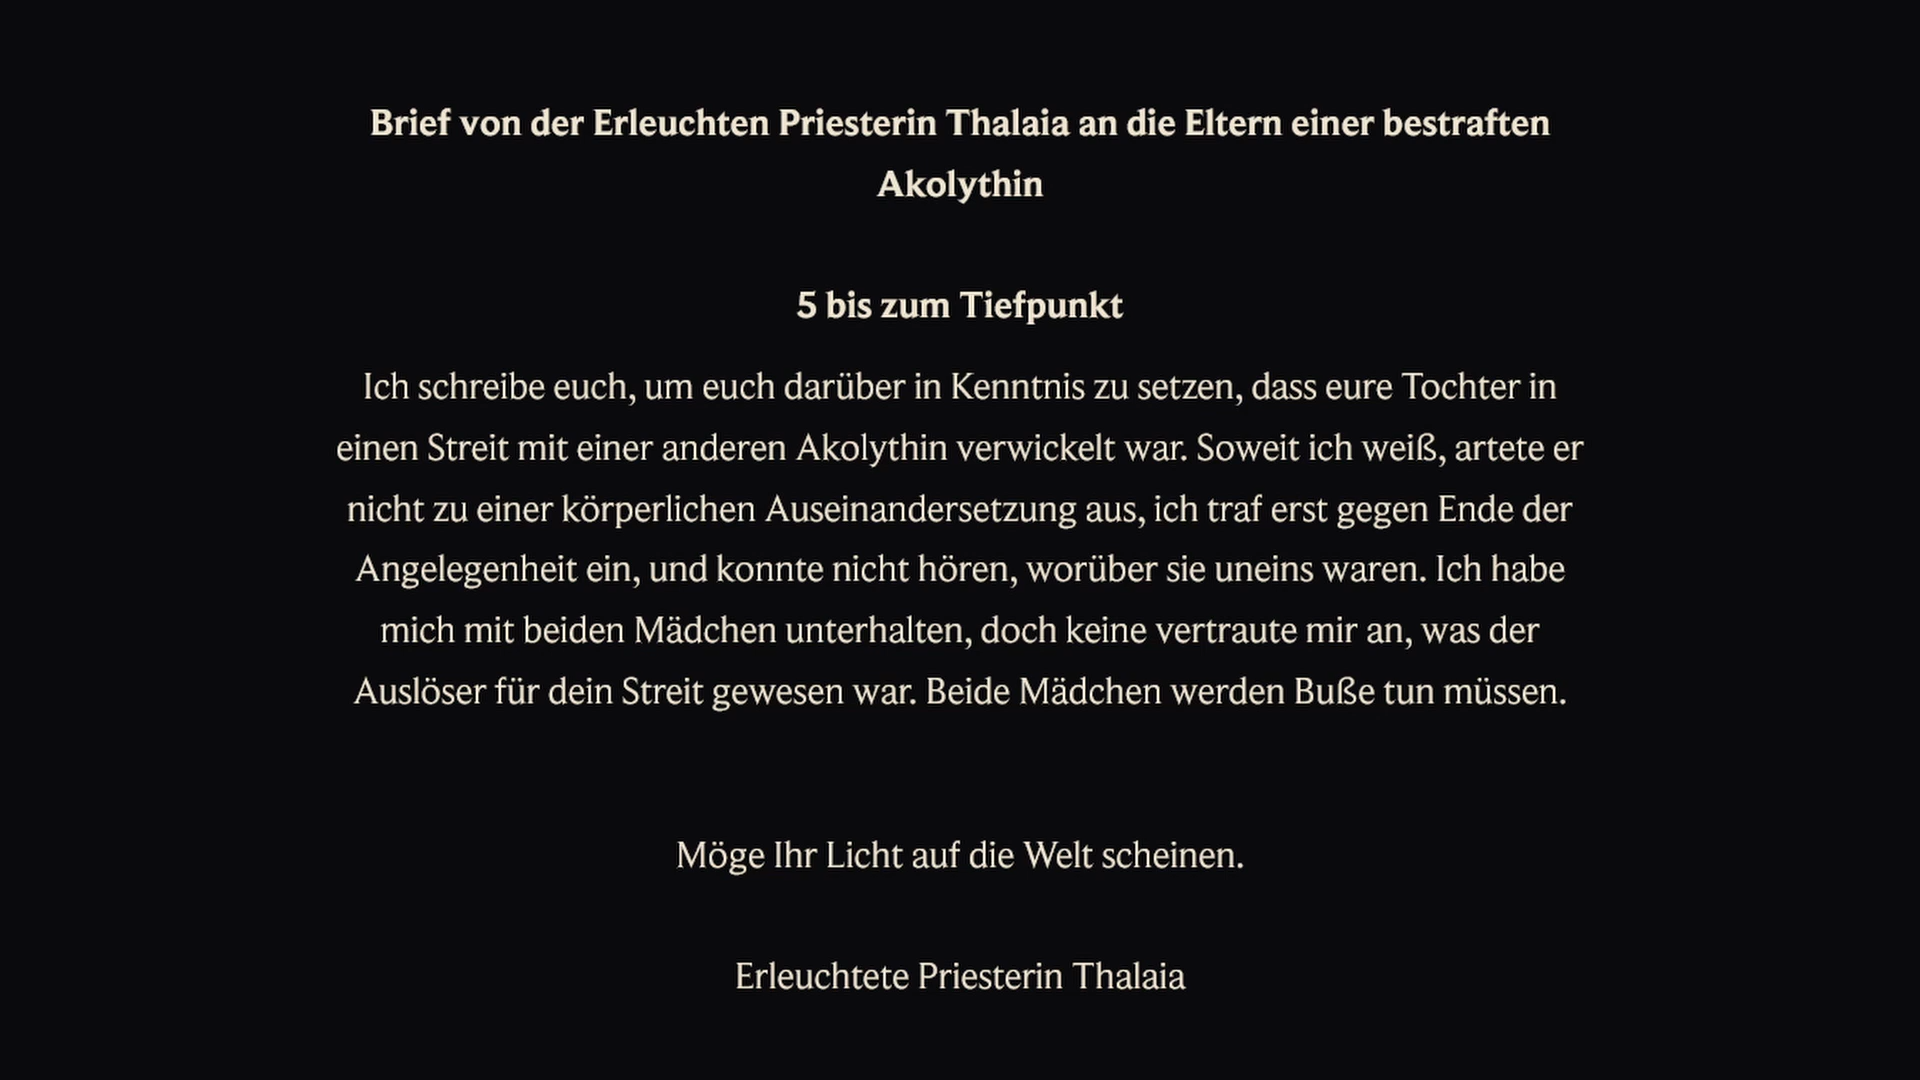 Brief von der Erleuchten Priesterin Thalaia an die Eltern einer bestraften
Akolythin
5 bis zum Tiefpunkt
Ich schreibe euch, um euch darüber in Kenntnis zu setzen, dass eure Tochter in
einen Streit mit einer anderen Akolythin verwickelt war. Soweit ich weiß, artete er
nicht zu einer körperlichen Auseinandersetzung aus, ich traf erst gegen Ende der
Angelegenheit ein, und konnte nicht hören, worüber sie uneins waren. Ich habe
mich mit beiden Mädchen unterhalten, doch keine vertraute mir an, was der
Auslöser für dein Streit gewesen war. Beide Mädchen werden Buße tun müssen.
Möge Ihr Licht auf die Welt scheinen.
Erleuchtete Priesterin Thalaia